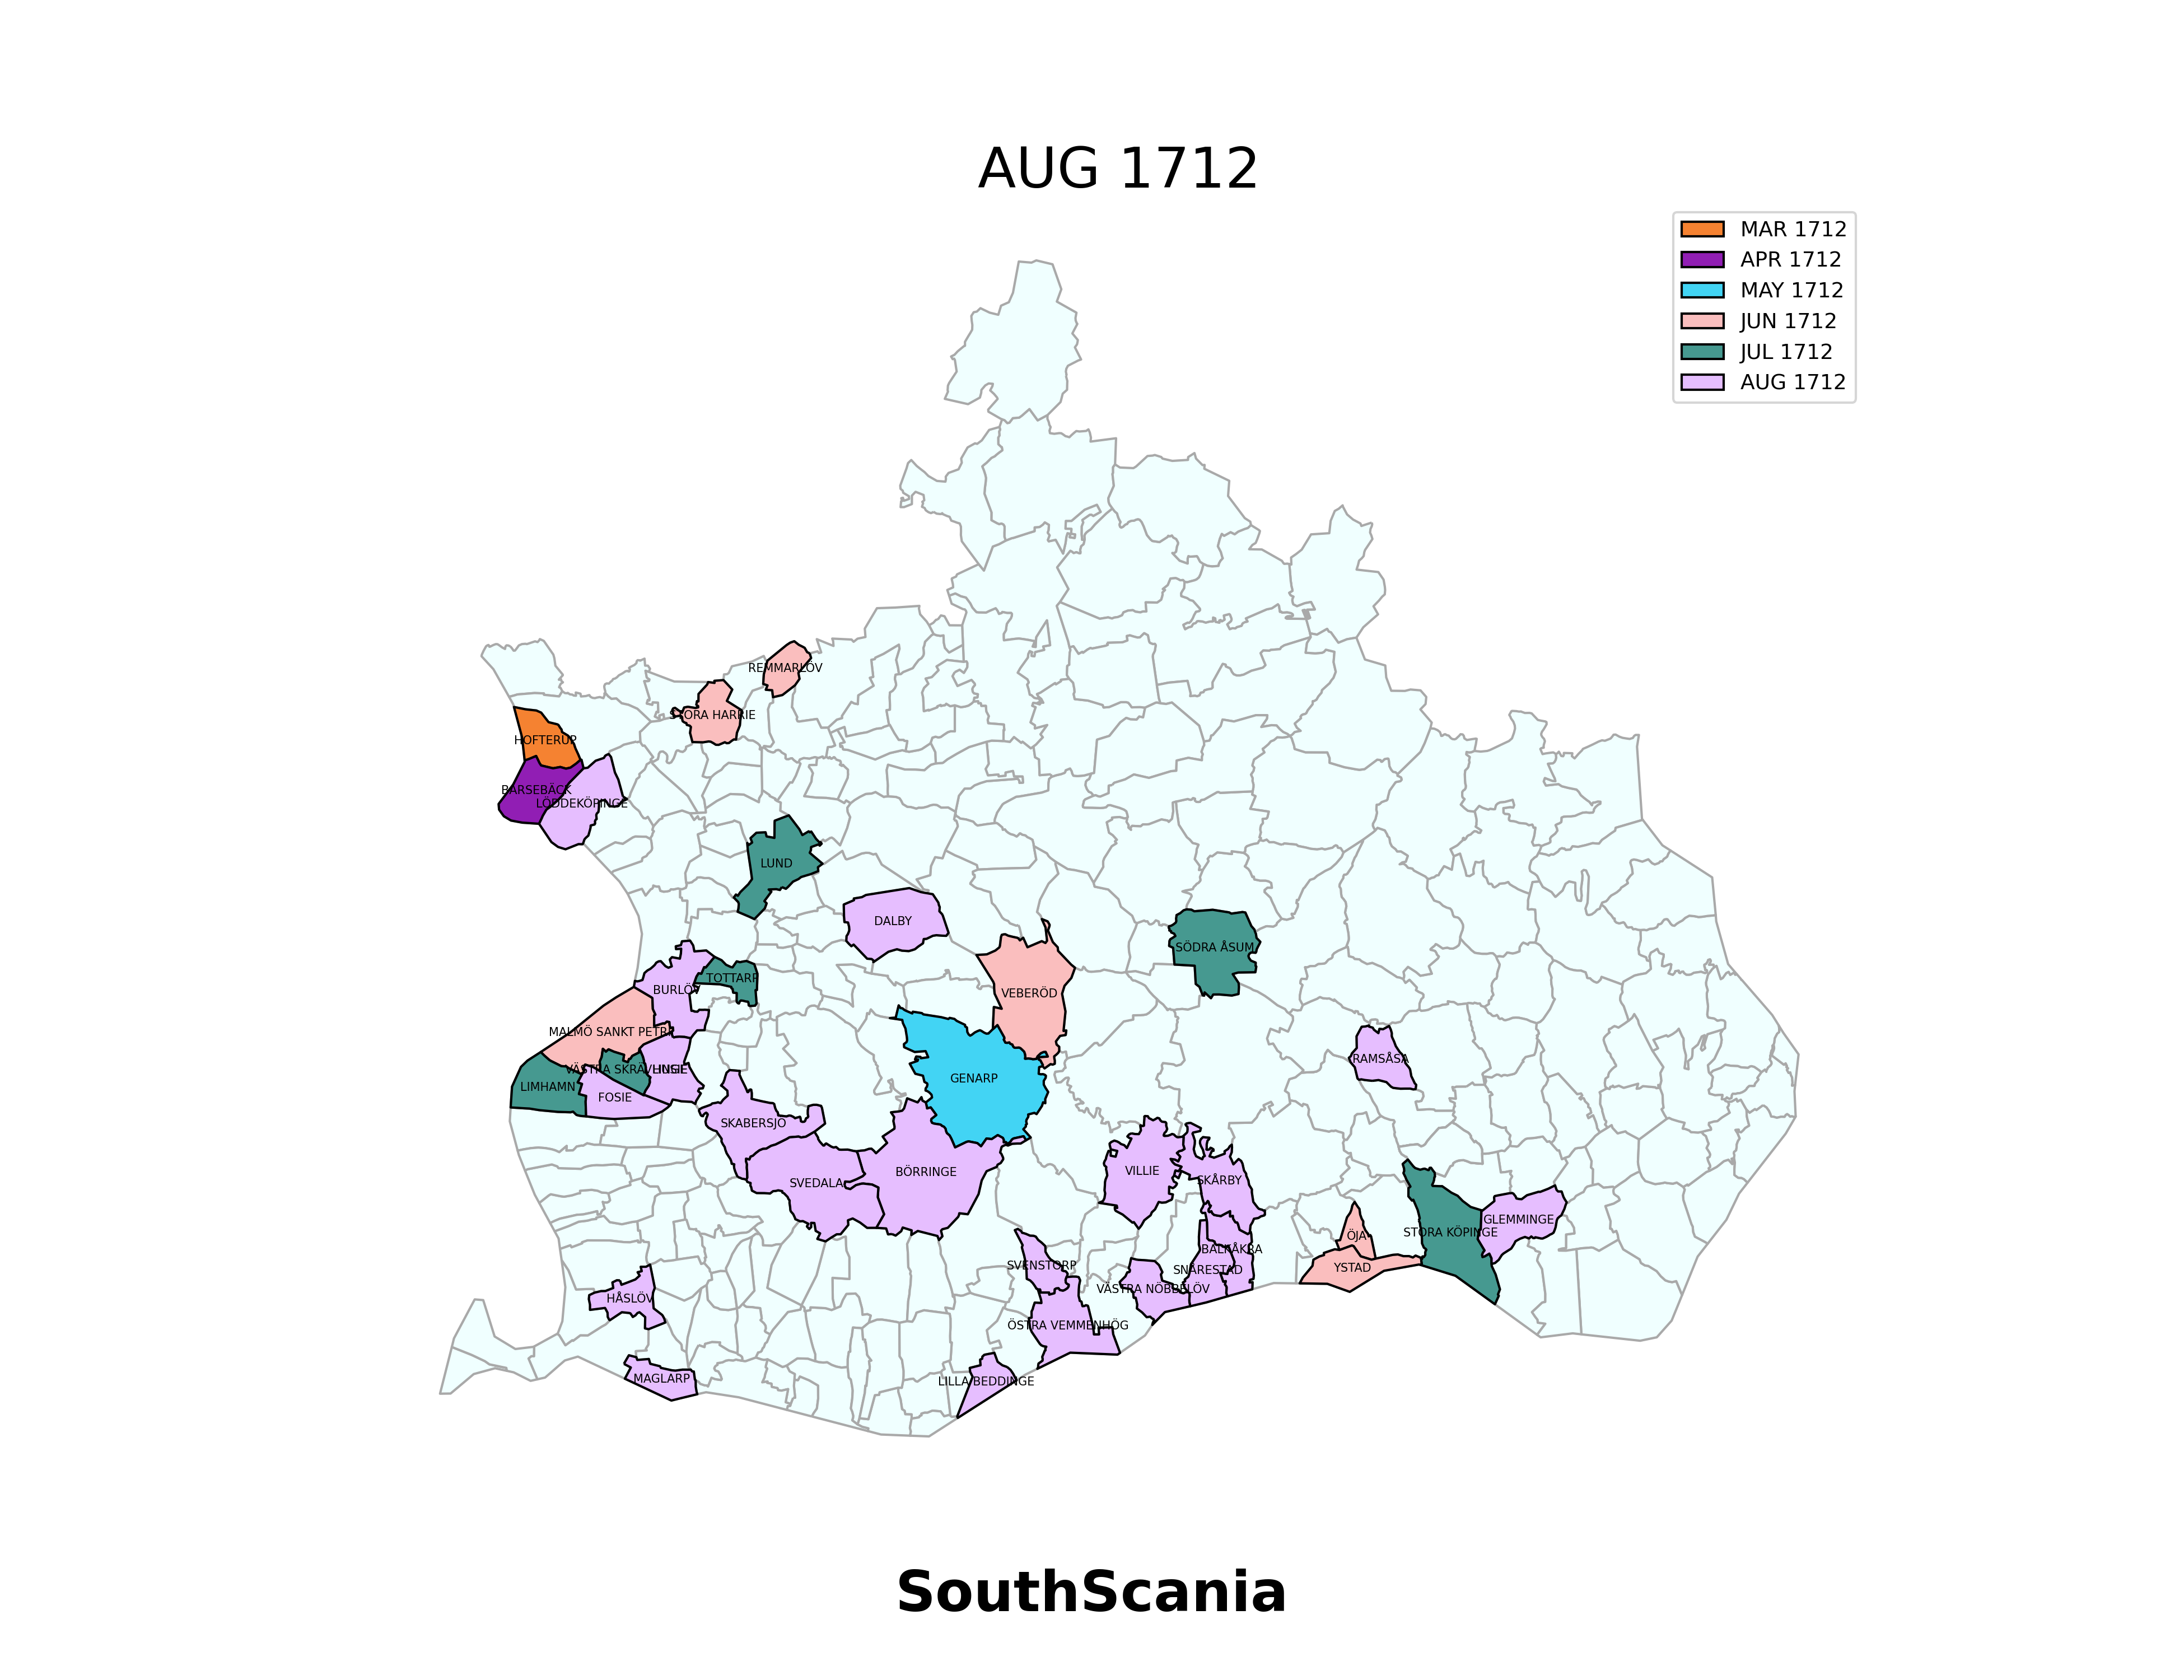 AUG 1712
MAR 1712
APR 1712
MAY 1712
JUN 1712
JUL 1712
AUG 1712
REMMARLÖV
STORA HARRIE
HOFTERUP
BARSEBÄCK
LÖDDEKÖPINGE
LUND
DALBY
SÖDRA ÅSUM
TOTTARP
BURLÖV
VEBERÖD
MALMÖ SANKT PETRI
RAMSÅSA
VÄSTRA SKRÄVLINGE
LIMHAMN
GENARP
FOSIE
SKABERSJÖ
BÖRRINGE
VILLIE
SVEDALA
SKÅRBY
GLEMMINGE
STORA KÖPINGE
ÖJA
BALKÅKRA
SVENSTORP
YSTAD
SNÅRESTAD
VÄSTRA NÖBBELÖV
HÅSLÖV
ÖSTRA VEMMENHÖG
MAGLARP
LILLA BEDDINGE
SouthScania